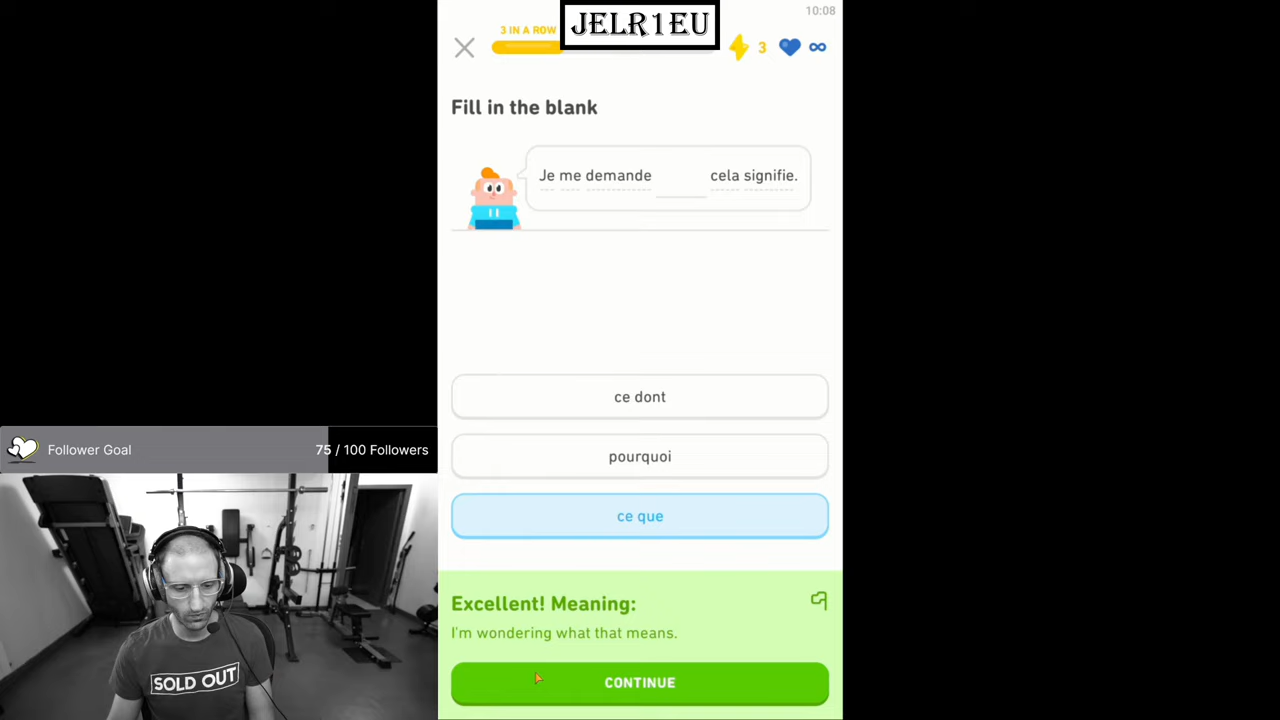 10:08
3 IN A ROW
JELR1EU
3
Fill in the blank
Je me demande _____ cela signifie.
ce dont
pourquoi
ce que
Follower Goal 75 / 100 Followers
SOLD OUT
Excellent! Meaning:
I'm wondering what that means.
CONTINUE